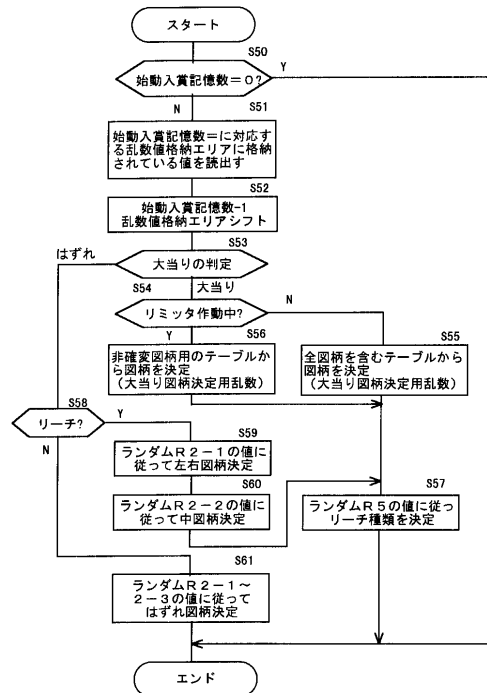 スタート
S50
始動入賞記憶数＝0?
Y
N
S51
始動入賞記憶数＝に対応す
る乱数値格納エリアに格納
されている値を読出す
S52
始動入賞記憶数-1
乱数値格納エリアシフト
S53
はずれ
大当りの判定
S54
大当り
リミッタ作動中?
N
Y
S56
S55
非確変図柄用のテーブルか
ら図柄を決定
（大当り図柄決定用乱数）
全図柄を含むテーブルから
図柄を決定
（大当り図柄決定用乱数）
S58
リーチ?
Y
N
S59
ランダムR2－1の値に
従って左右図柄決定
S60
ランダムR2－2の値に
従って中図柄決定
S57
ランダムR5の値に従っ
リーチ種類を決定
S61
ランダムR2－1～
2－3の値に従って
はずれ図柄決定
エンド